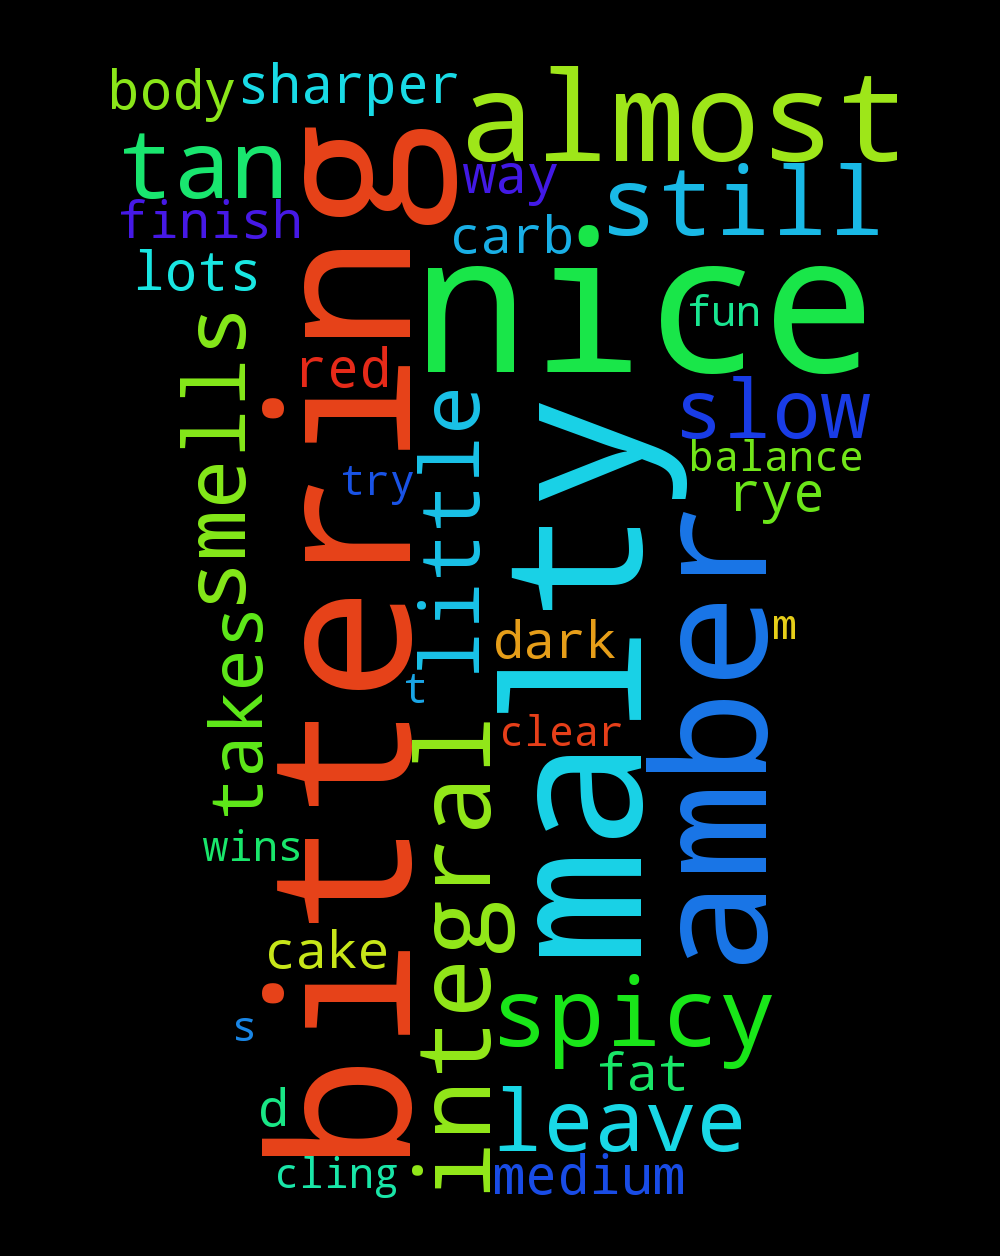 body
sharper
almost
tan
way
still
finish
carb
lots
nice
fun
bittering
smells
red
little
malty
slow
balance
try
rye
amber
takes
dark
m
t
clear
integral
wins
cake
spicy
s
fat
d
leave
cling
medium